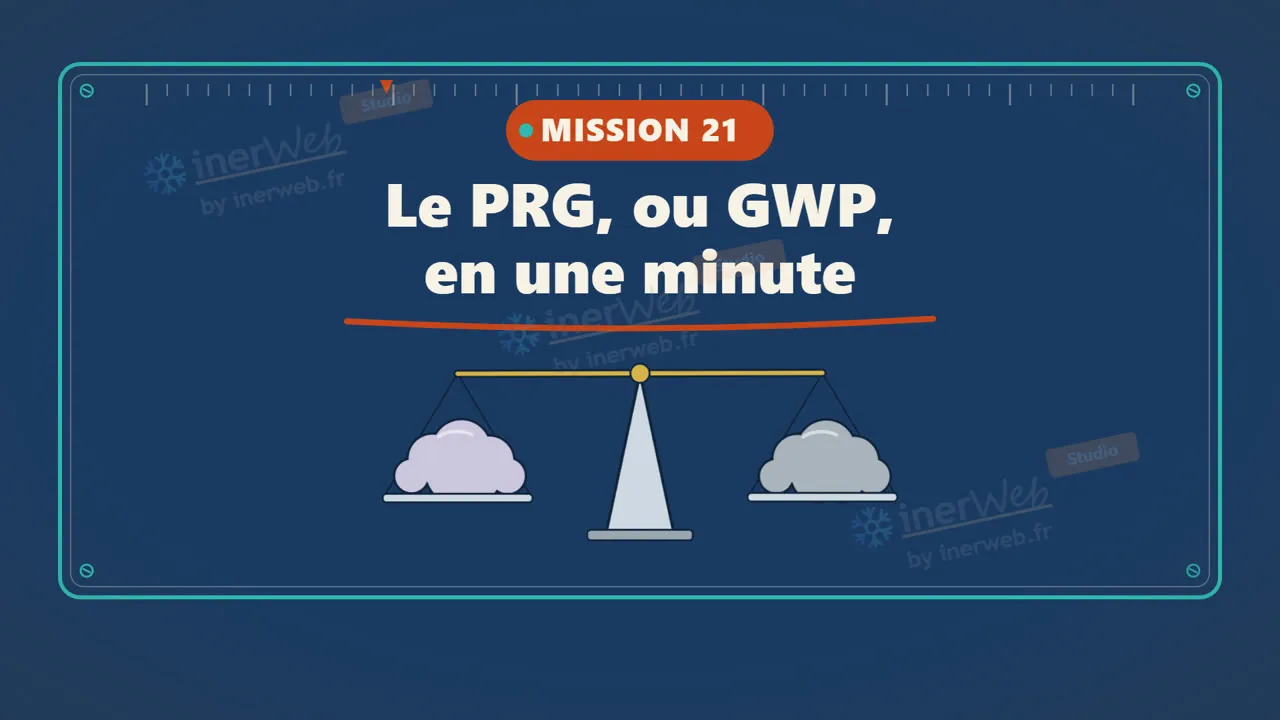 Studio
MISSION 21
inerWeb
by inerweb.fr
Le PRG, ou GWP,
en une minute
Studio
inerWeb
by inerweb.fr
Studio
inerWeb
by inerweb.fr